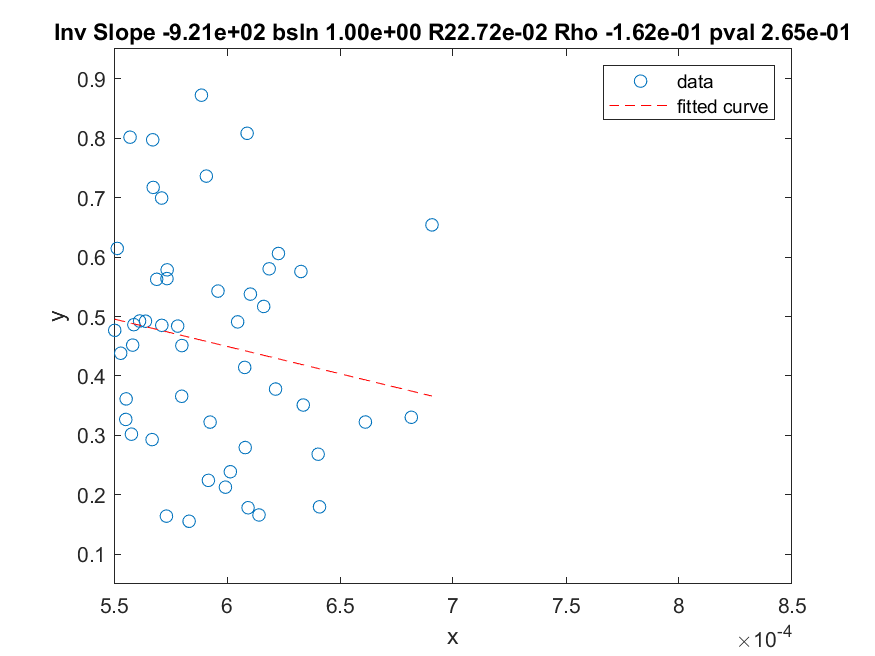 Inv Slope -9.21e+02 bsln 1.00e+00 R22.72e-02 Rho -1.62e-01 pval 2.65e-01
data
fitted curve
0.9
0.8
0.7
0.6
0.5
0.4
0.3
0.2
0.1
y
5.5 6 6.5 7 7.5 8 8.5
x
×10-4